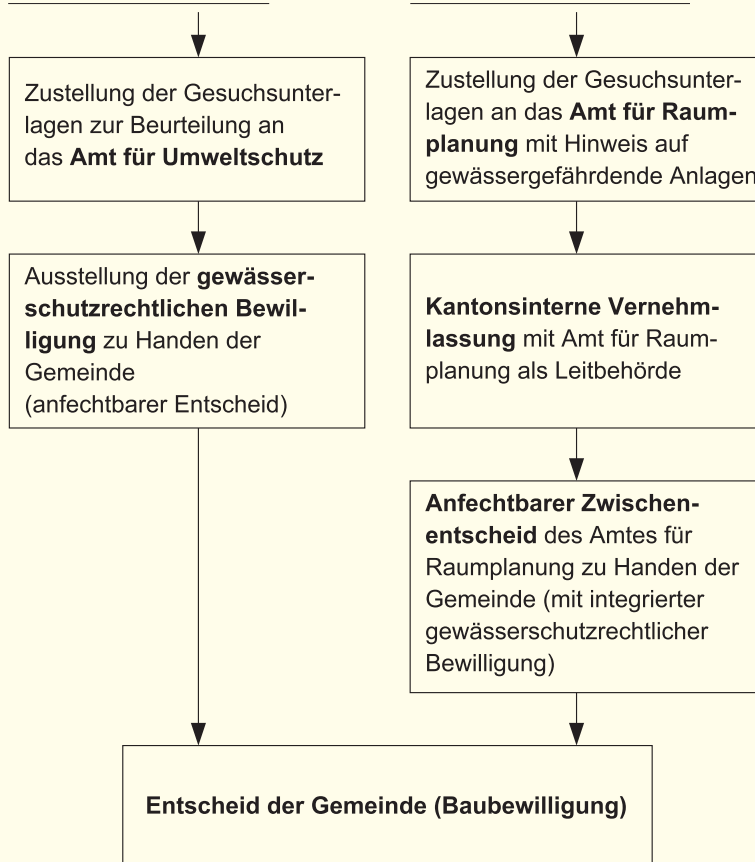 Zustellung der Gesuchsunter-
lagen zur Beurteilung an
das Amt für Umweltschutz
Ausstellung der gewässer-
schutzrechtlichen Bewil-
ligung zu Handen der
Gemeinde
(anfechtbarer Entscheid)
Zustellung der Gesuchsunter-
lagen an das Amt für Raum-
planung mit Hinweis auf
gewässergefährdende Anlagen
Kantonsinterne Vernehm-
lassung mit Amt für Raum-
planung als Leitbehörde
Anfechtbarer Zwischen-
entscheid des Amtes für
Raumplanung zu Handen der
Gemeinde (mit integrierter
gewässerschutzrechtlicher
Bewilligung)
Entscheid der Gemeinde (Baubewilligung)